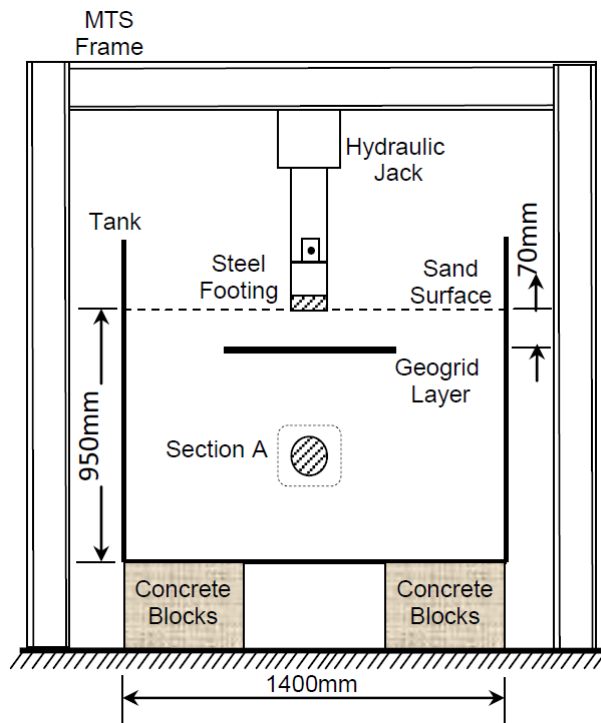 MTS
Frame
Hydraulic
Jack
Tank
Steel
Footing
Sand
Surface
70mm
Geogrid
Layer
950mm
Section A
Concrete
Blocks
Concrete
Blocks
1400mm